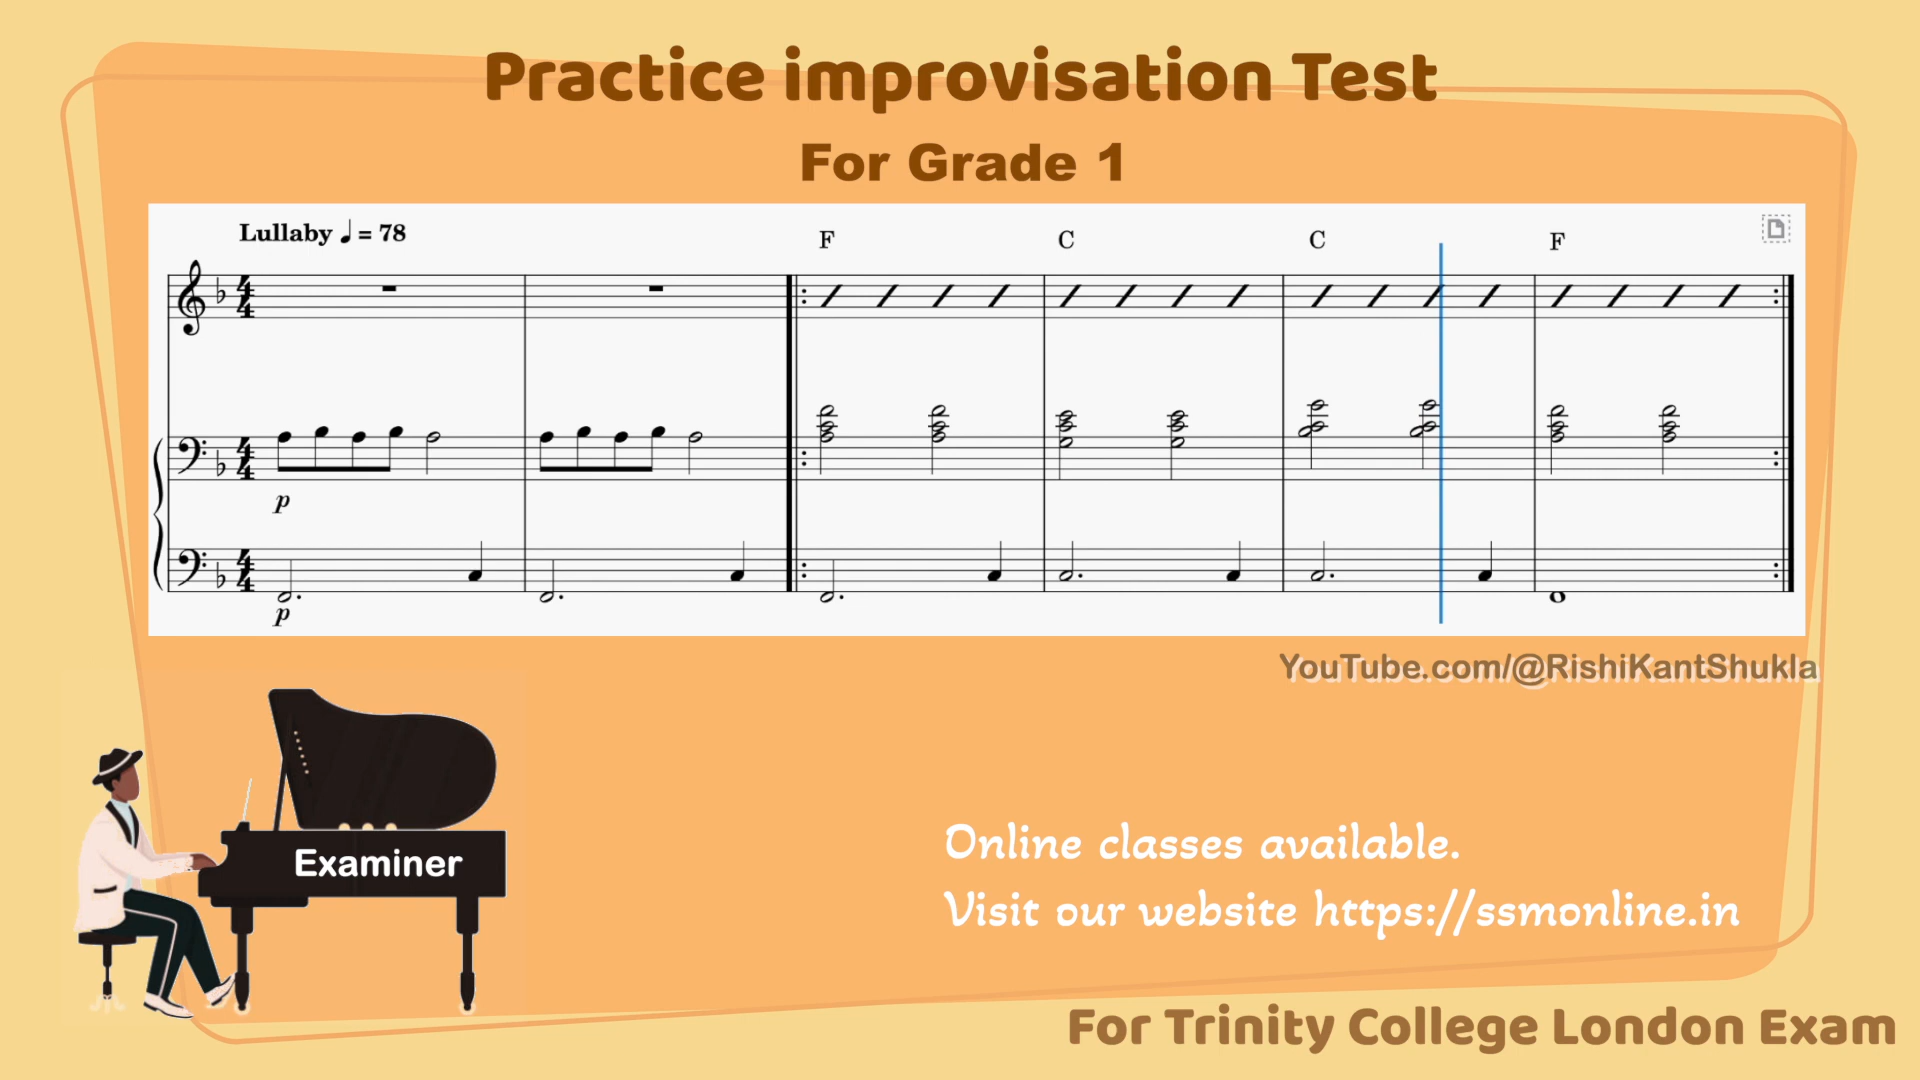 Practice improvisation Test
For Grade 1
Lullaby ♩ = 78
F C C F
p
p
YouTube.com/@RishiKantShukla
Examiner
Online classes available.
Visit our website https://ssmonline.in
For Trinity College London Exam